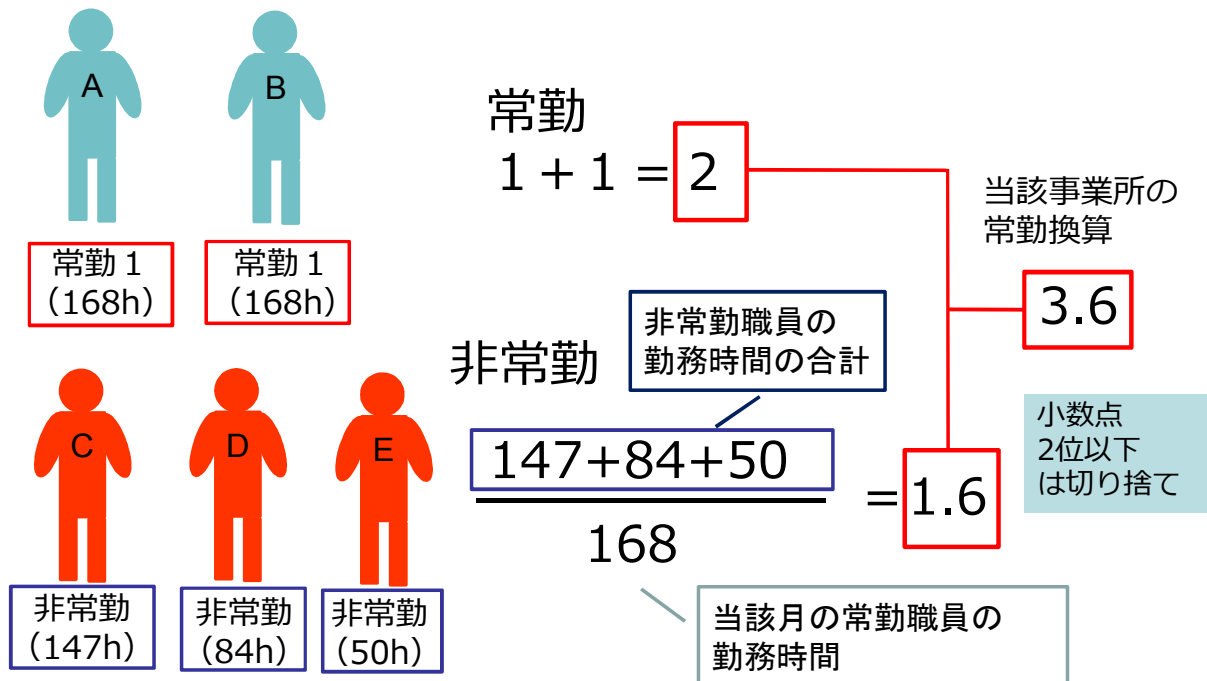 A
B
常勤１
（168h）
常勤１
（168h）
C
D
E
非常勤
（147h）
非常勤
（84h）
非常勤
（50h）
常勤
1 + 1 = 2
非常勤
非常勤職員の
勤務時間の合計
147+84+50
168
=1.6
当該月の常勤職員の
勤務時間
当該事業所の
常勤換算
3.6
小数点
2位以下
は切り捨て